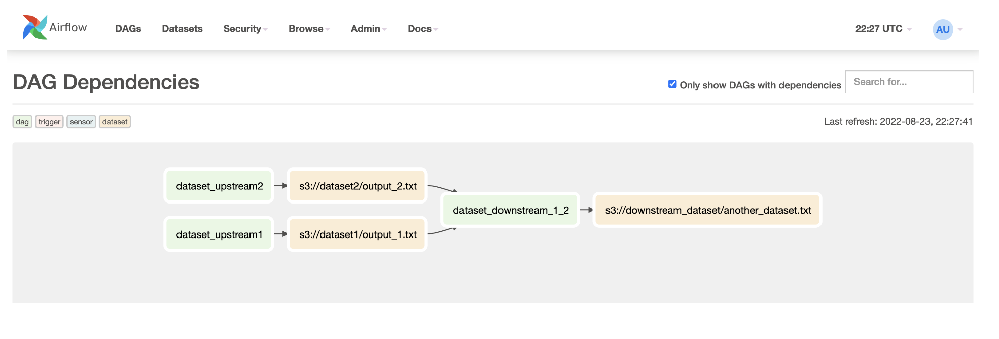 Airflow DAGs Datasets Security Browse Admin Docs 22:27 UTC AU
DAG Dependencies
Only show DAGs with dependencies Search for...
dag trigger sensor dataset
Last refresh: 2022-08-23, 22:27:41
dataset_upstream2 s3://dataset2/output_2.txt
dataset_downstream_1_2 s3://downstream_dataset/another_dataset.txt
dataset_upstream1 s3://dataset1/output_1.txt